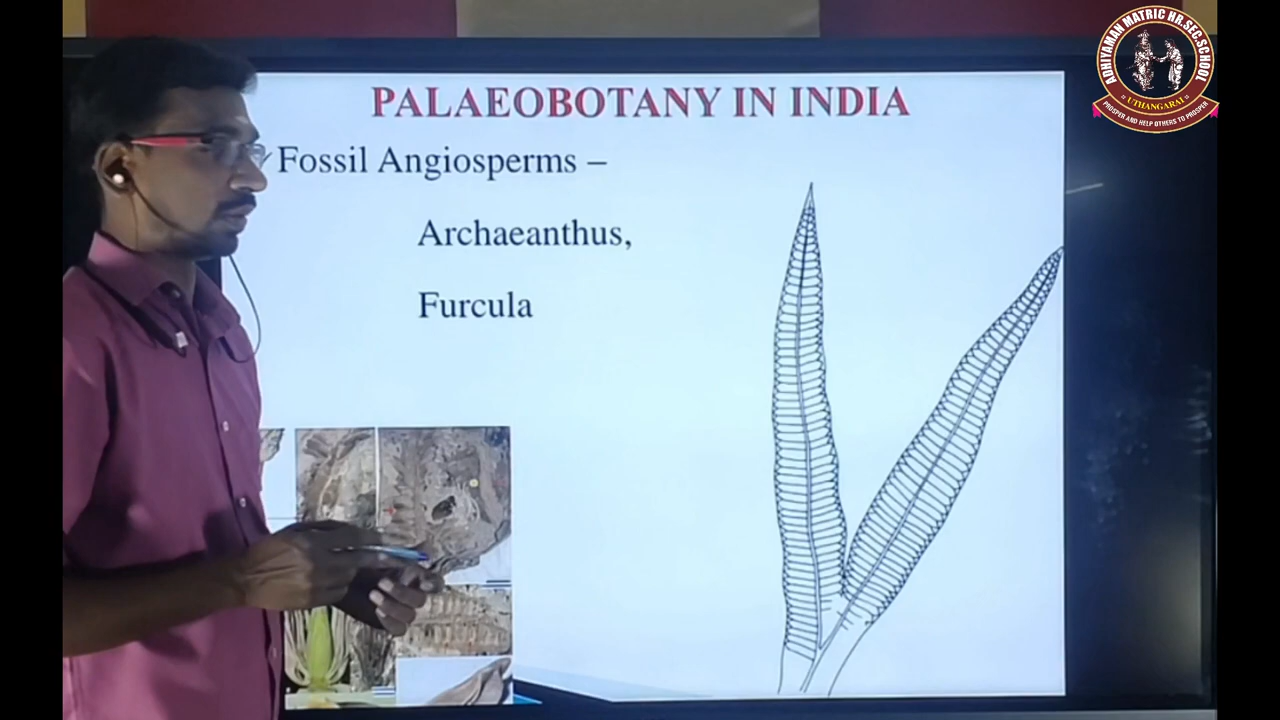 PALAEOBOTANY IN INDIA
Fossil Angiosperms –
Archaeanthus,
Furcula
ADHIYAMAN MATRIC HR.SEC.SCHOOL
UTHANGARAI
PROSPER AND HELP OTHERS TO PROSPER